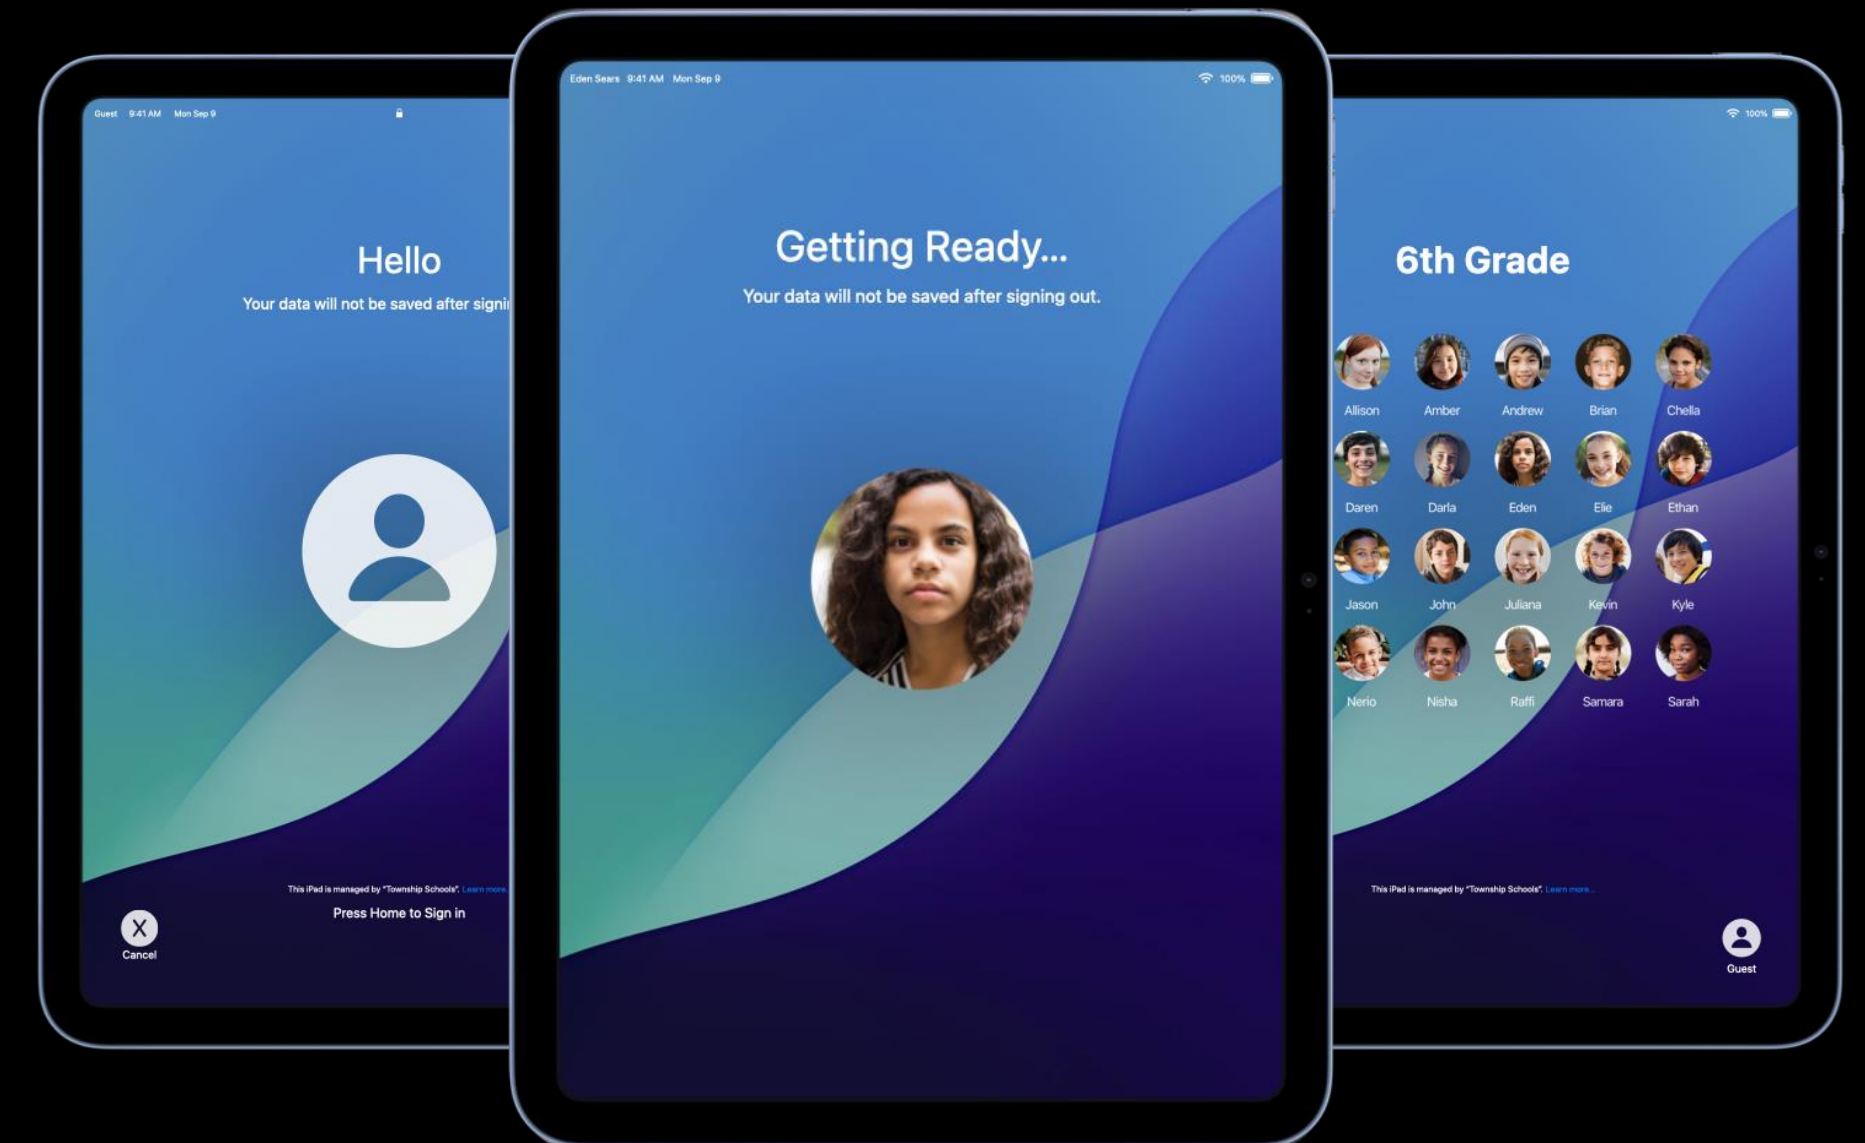 Guest 9:41 AM Mon Sep 9
Hello
Your data will not be saved after signi
This iPad is managed by "Township Schools". Learn more.
Press Home to Sign in
X
Cancel
Eden Sears 9:41 AM Mon Sep 9
100%
Getting Ready...
Your data will not be saved after signing out.
100%
6th Grade
Allison Amber Andrew Brian Chella
Daren Darla Eden Elie Ethan
Jason John Juliana Kevin Kyle
Nerio Nisha Raffi Samara Sarah
This iPad is managed by "Township Schools". Learn more...
Guest